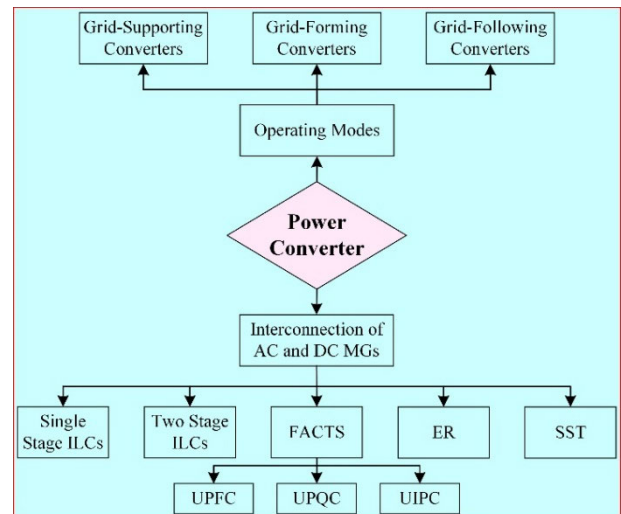 Grid-Supporting
Converters
Grid-Forming
Converters
Grid-Following
Converters
Operating Modes
Power
Converter
Interconnection of
AC and DC MGs
Single
Stage ILCs
Two Stage
ILCs
FACTS
ER
SST
UPFC
UPQC
UIPC